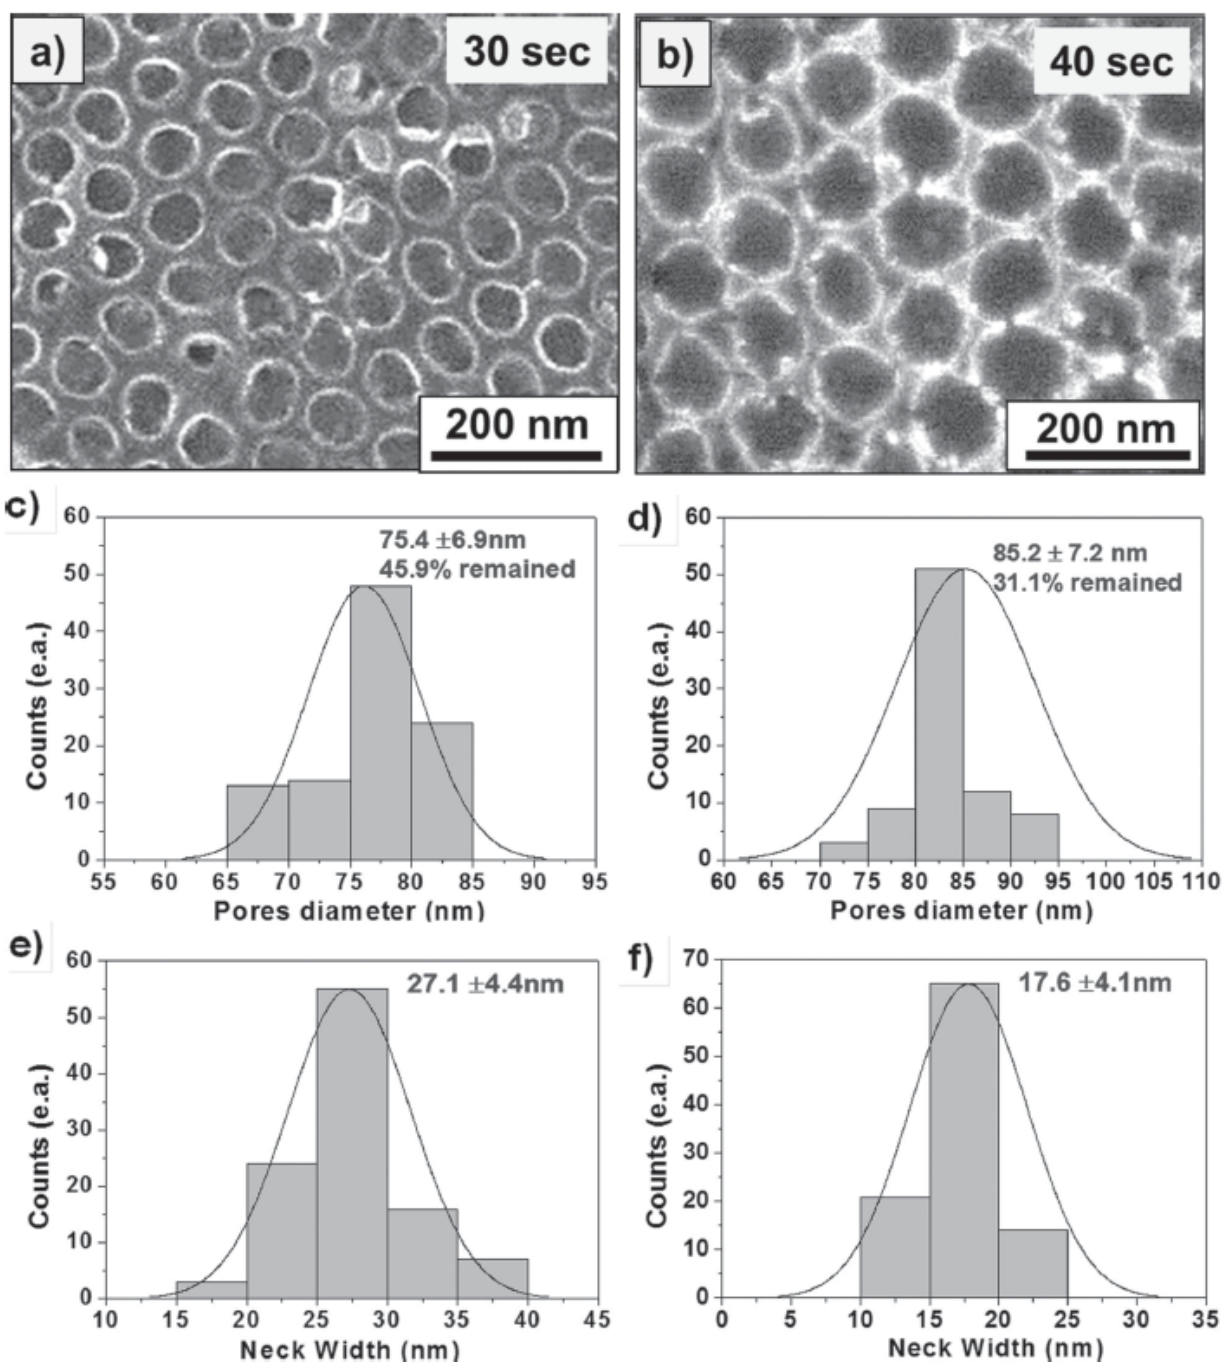 a)
30 sec
200 nm
b)
40 sec
200 nm
c)
75.4 ±6.9nm
45.9% remained
60
50
40
30
20
10
0
Counts (e.a.)
55 60 65 70 75 80 85 90 95
Pores diameter (nm)
d)
85.2 ± 7.2 nm
31.1% remained
60
50
40
30
20
10
0
Counts (e.a.)
60 65 70 75 80 85 90 95 100 105 110
Pores diameter (nm)
e)
27.1 ±4.4nm
60
50
40
30
20
10
0
Counts (e.a.)
10 15 20 25 30 35 40 45
Neck Width (nm)
f)
17.6 ±4.1nm
70
60
50
40
30
20
10
0
Counts (e.a.)
0 5 10 15 20 25 30 35
Neck Width (nm)